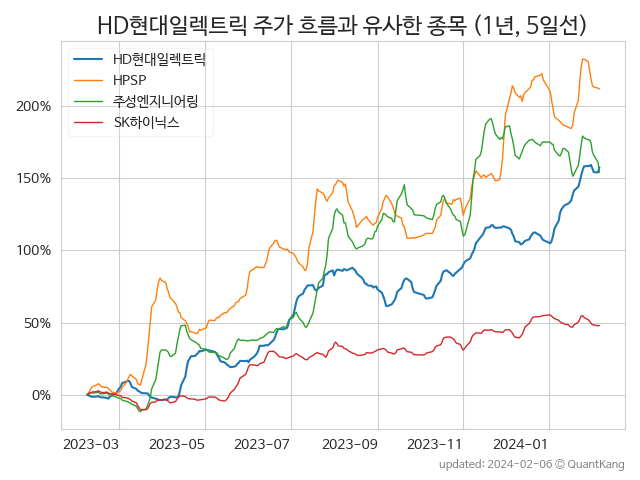 HD현대일렉트릭 주가 흐름과 유사한 종목 (1년, 5일선)
HD현대일렉트릭
HPSP
주성엔지니어링
SK하이닉스
200%
150%
100%
50%
0%
2023-03 2023-05 2023-07 2023-09 2023-11 2024-01
updated: 2024-02-06 © QuantKang